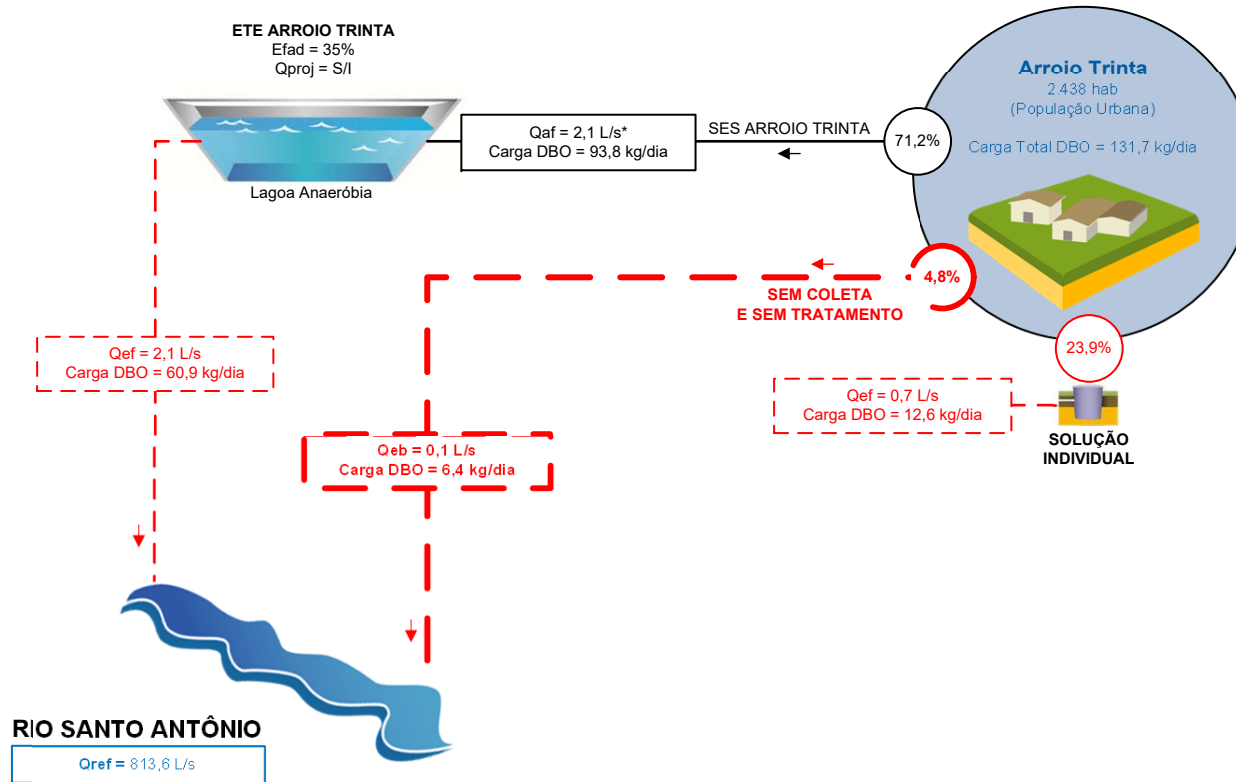 ETE ARROIO TRINTA
Efad = 35%
Qproj = S/I
Lagoa Anaeróbia
Qaf = 2,1 L/s*
Carga DBO = 93,8 kg/dia
SES ARROIO TRINTA
71,2%
Arroio Trinta
2.438 hab
(População Urbana)
Carga Total DBO = 131,7 kg/dia
4,8%
SEM COLETA
E SEM TRATAMENTO
23,9%
Qef = 2,1 L/s
Carga DBO = 60,9 kg/dia
Qef = 0,7 L/s
Carga DBO = 12,6 kg/dia
SOLUÇÃO
INDIVIDUAL
Qeb = 0,1 L/s
Carga DBO = 6,4 kg/dia
RIO SANTO ANTÔNIO
Qref = 813,6 L/s